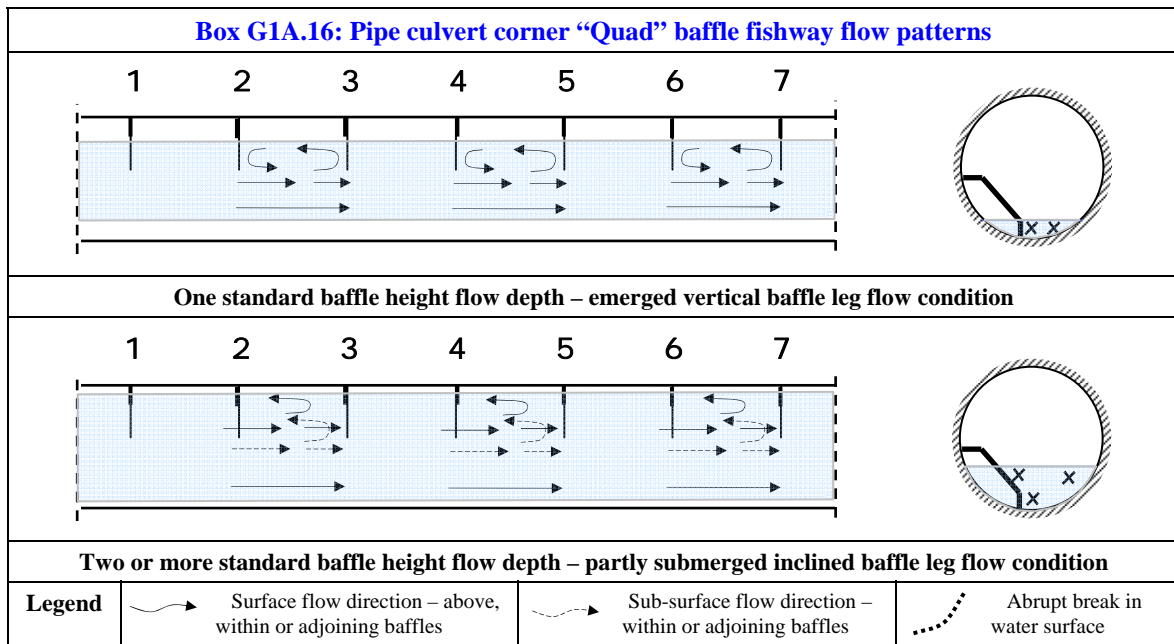 Box G1A.16: Pipe culvert corner “Quad” baffle fishway flow patterns
1 2 3 4 5 6 7
One standard baffle height flow depth – emerged vertical baffle leg flow condition
1 2 3 4 5 6 7
Two or more standard baffle height flow depth – partly submerged inclined baffle leg flow condition
Legend
Surface flow direction – above,
within or adjoining baffles
Sub-surface flow direction –
within or adjoining baffles
Abrupt break in
water surface